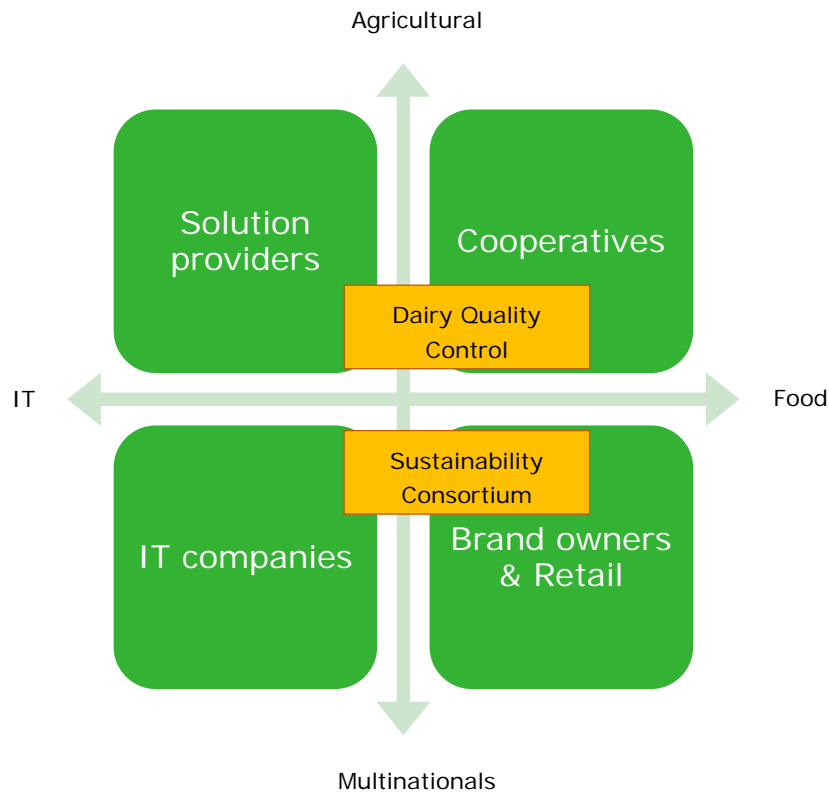 Agricultural
Solution
providers
Cooperatives
Dairy Quality
Control
IT
Food
Sustainability
Consortium
IT companies
Brand owners
& Retail
Multinationals